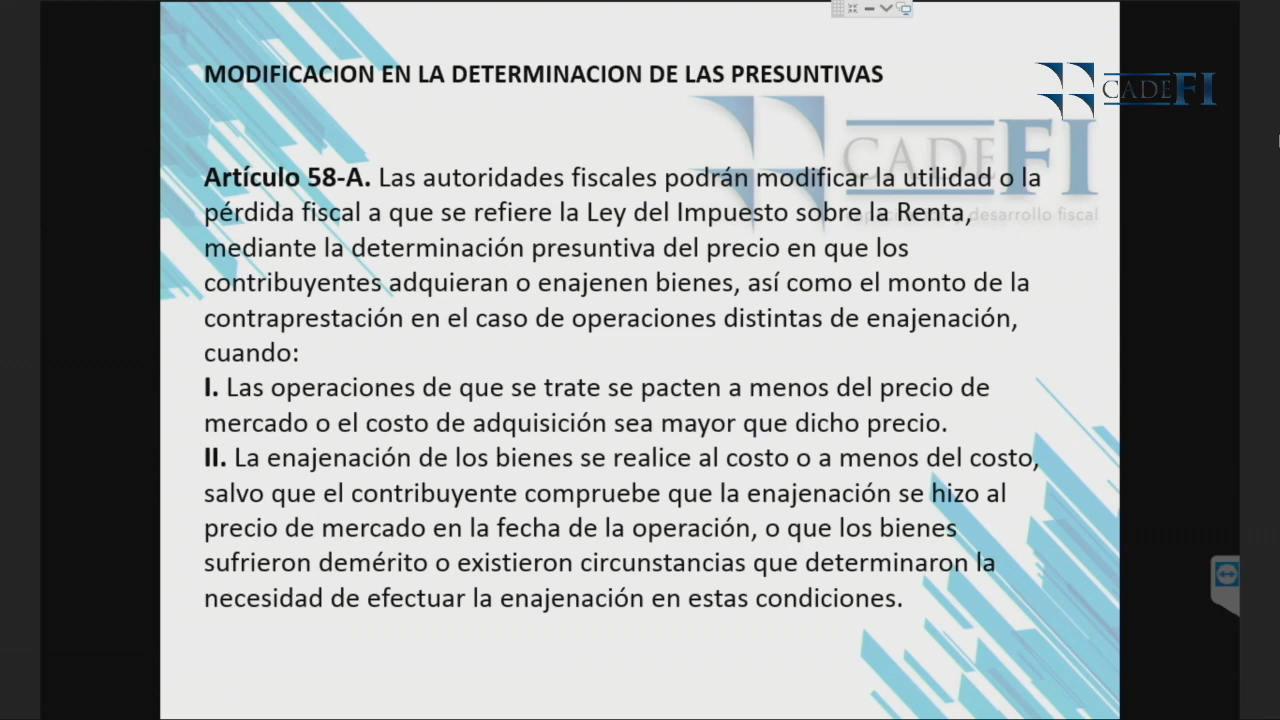 MODIFICACION EN LA DETERMINACION DE LAS PRESUNTIVAS
CADEFI
CADEFI
desarrollo fiscal
Artículo 58-A. Las autoridades fiscales podrán modificar la utilidad o la
pérdida fiscal a que se refiere la Ley del Impuesto sobre la Renta,
mediante la determinación presuntiva del precio en que los
contribuyentes adquieran o enajenen bienes, así como el monto de la
contraprestación en el caso de operaciones distintas de enajenación,
cuando:
I. Las operaciones de que se trate se pacten a menos del precio de
mercado o el costo de adquisición sea mayor que dicho precio.
II. La enajenación de los bienes se realice al costo o a menos del costo,
salvo que el contribuyente compruebe que la enajenación se hizo al
precio de mercado en la fecha de la operación, o que los bienes
sufrieron demérito o existieron circunstancias que determinaron la
necesidad de efectuar la enajenación en estas condiciones.